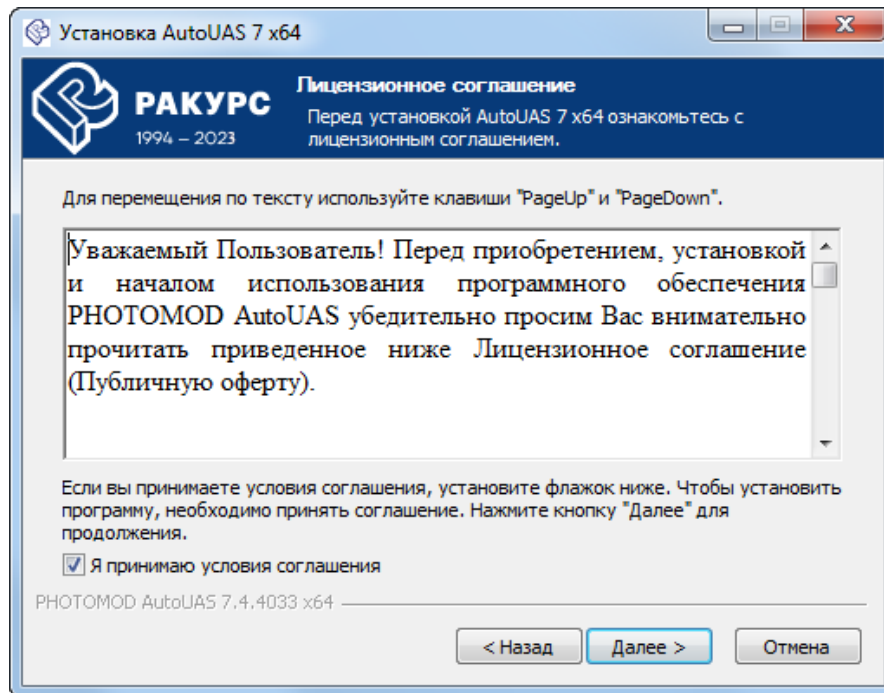 Установка AutoUAS 7 x64
РАКУРС
1994 – 2023
Лицензионное соглашение
Перед установкой AutoUAS 7 x64 ознакомьтесь с
лицензионным соглашением.
Для перемещения по тексту используйте клавиши "PageUp" и "PageDown".
Уважаемый Пользователь! Перед приобретением, установкой
и началом использования программного обеспечения
PHOTOMOD AutoUAS убедительно просим Вас внимательно
прочитать приведенное ниже Лицензионное соглашение
(Публичную оферту).
Если вы принимаете условия соглашения, установите флажок ниже. Чтобы установить
программу, необходимо принять соглашение. Нажмите кнопку "Далее" для
продолжения.
Я принимаю условия соглашения
PHOTOMOD AutoUAS 7.4.4033 x64
< Назад
Далее >
Отмена